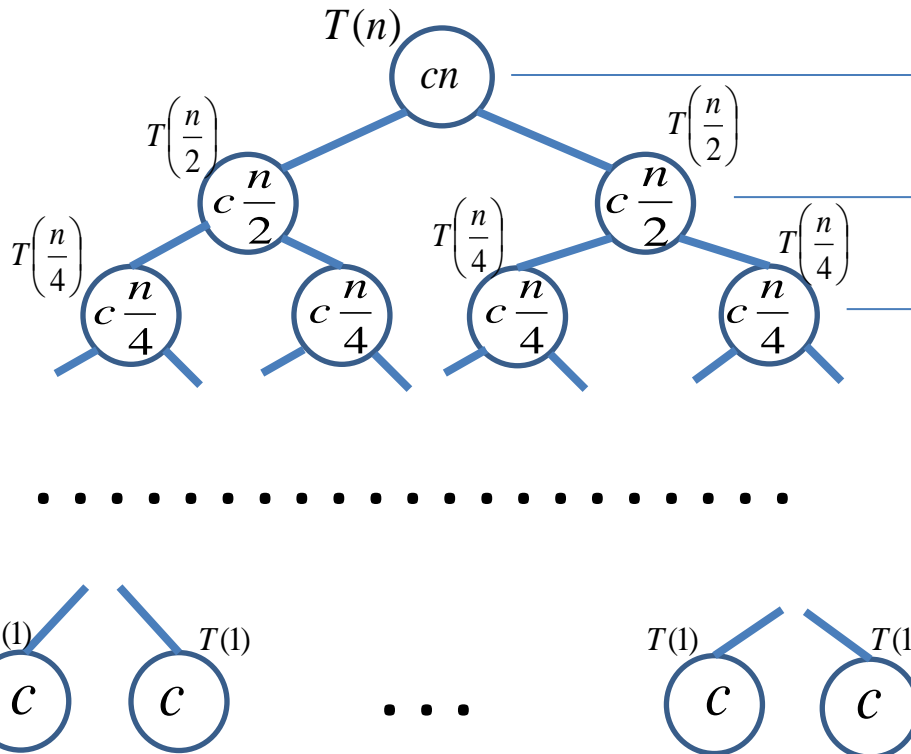 T(n)
cn
T(n/2) T(n/2)
c n/2 c n/2
T(n/4) T(n/4) T(n/4)
c n/4 c n/4 c n/4 c n/4
. . . . . . . . . . . . . . . . . . . . .
(1) T(1) T(1) T(1
c c . . . c c